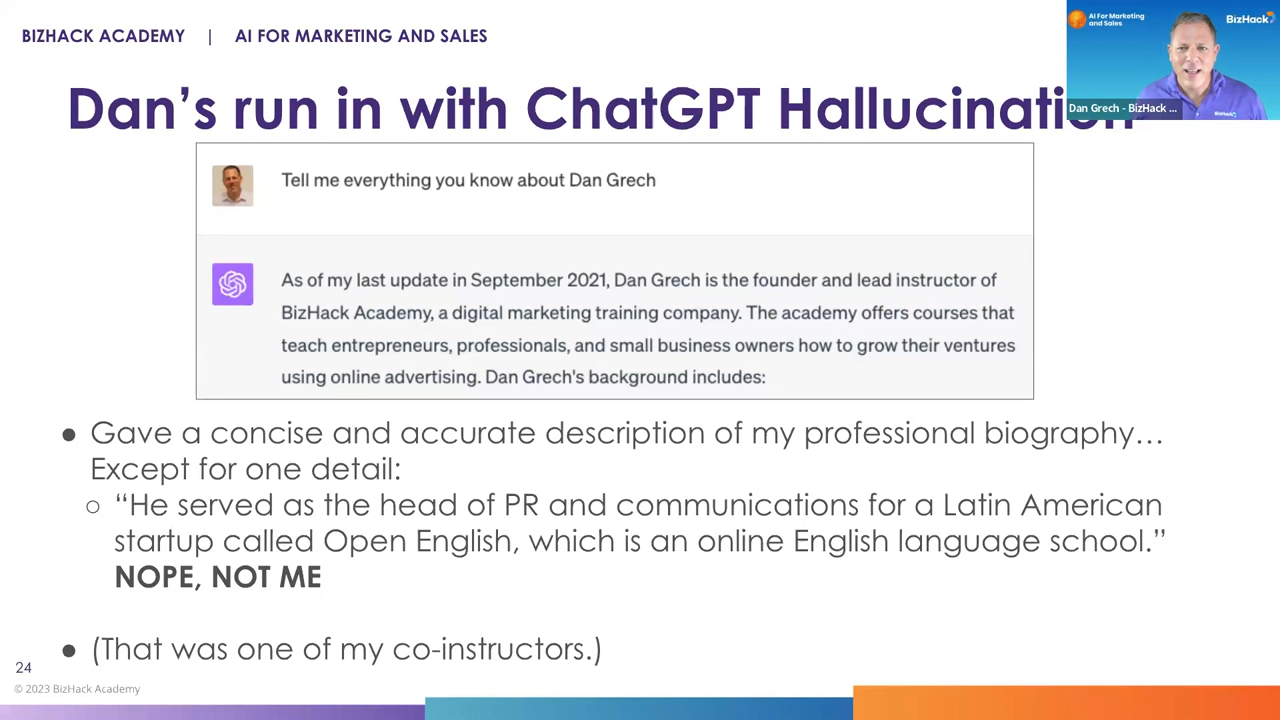 BIZHACK ACADEMY | AI FOR MARKETING AND SALES
AI For Marketing
and Sales
BizHack
Dan Grech - BizHack ...
BizHack
Dan's run in with ChatGPT Hallucination
Tell me everything you know about Dan Grech
As of my last update in September 2021, Dan Grech is the founder and lead instructor of
BizHack Academy, a digital marketing training company. The academy offers courses that
teach entrepreneurs, professionals, and small business owners how to grow their ventures
using online advertising. Dan Grech's background includes:
● Gave a concise and accurate description of my professional biography…
Except for one detail:
○ “He served as the head of PR and communications for a Latin American
startup called Open English, which is an online English language school.”
NOPE, NOT ME
● (That was one of my co-instructors.)
24
© 2023 BizHack Academy